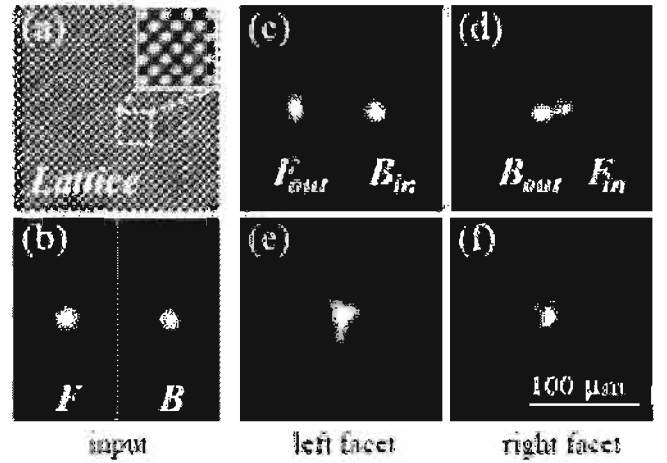 (a)
Lattice
(b)
F B
input
(c)
F_out B_in
(d)
B_out F_in
(e)
left facet
(f)
100 μm
right facet